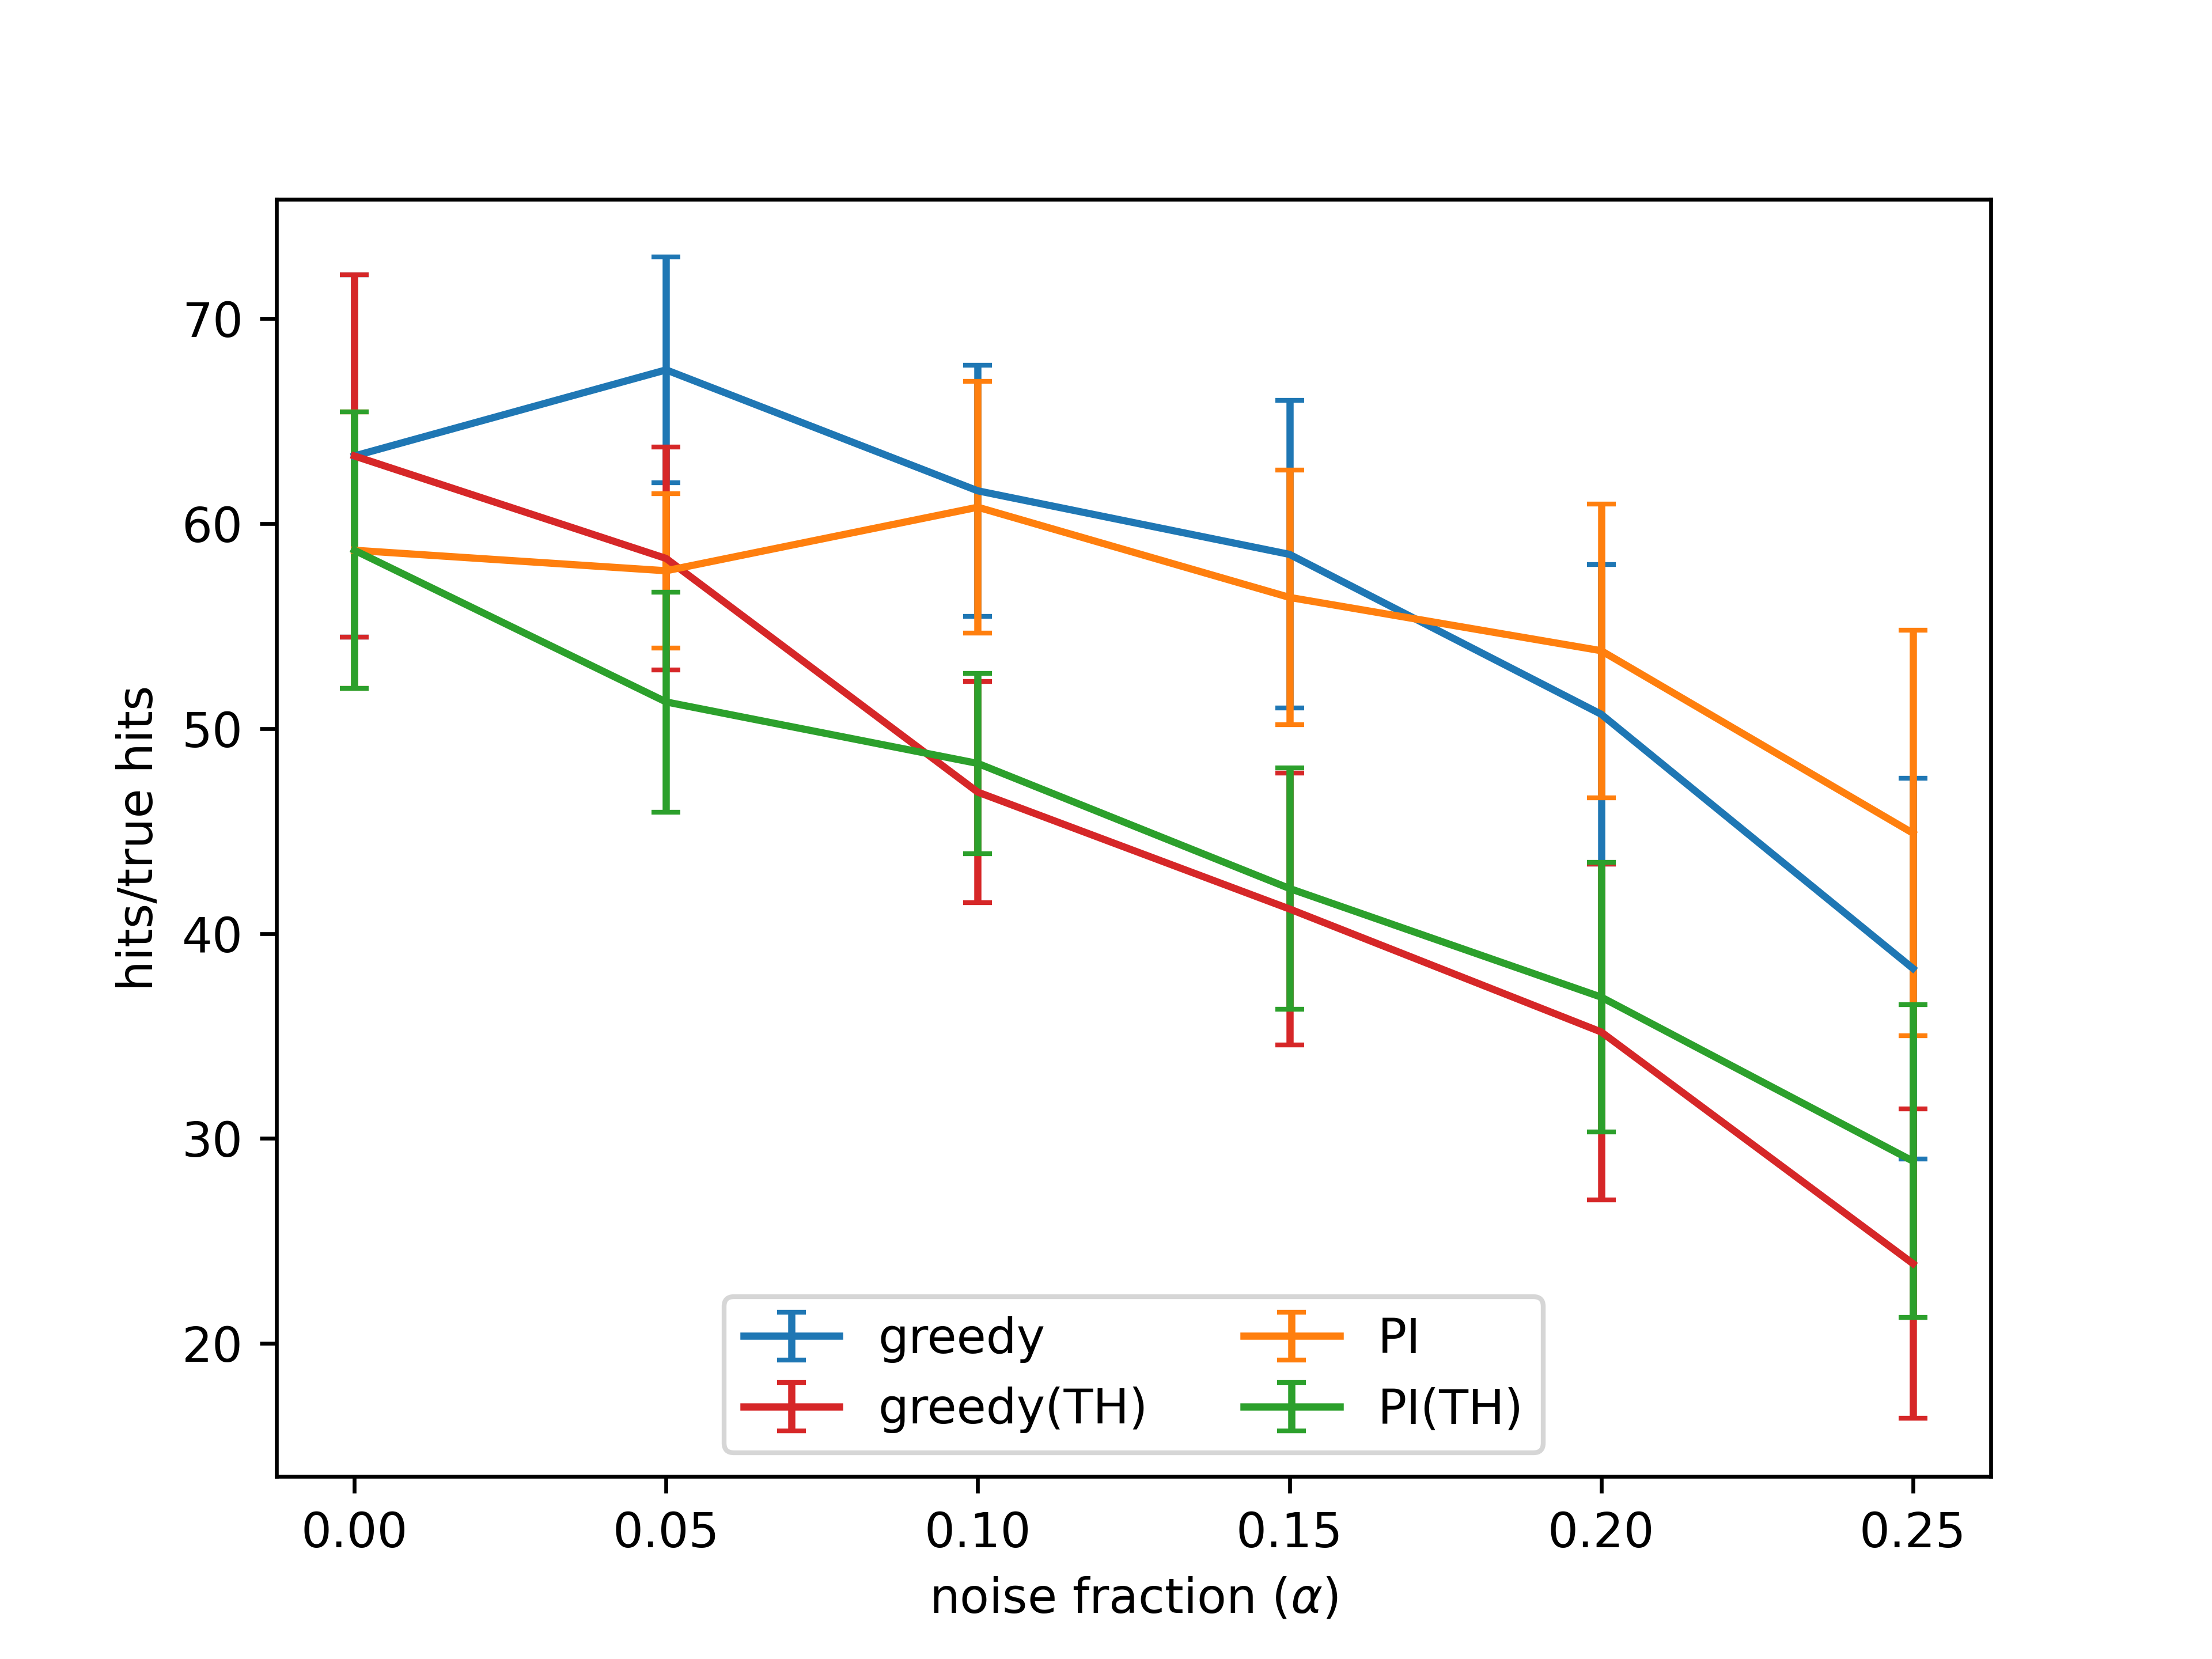 70
60
50
40
30
20
hits/true hits
greedy
greedy(TH)
PI
PI(TH)
0.00 0.05 0.10 0.15 0.20 0.25
noise fraction (α)